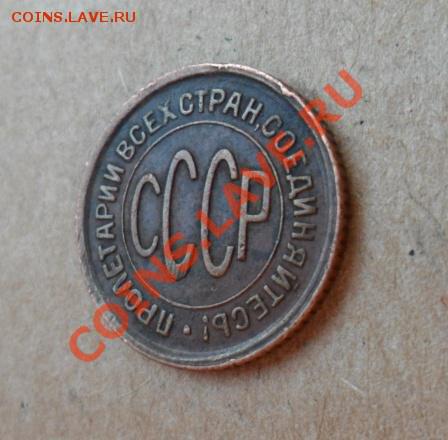 COINS.LAVE.RU
ПРОЛЕТАРИИ ВСЕХ СТРАН, СОЕДИНЯЙТЕСЬ!
СССР
COINS.LAVE.RU